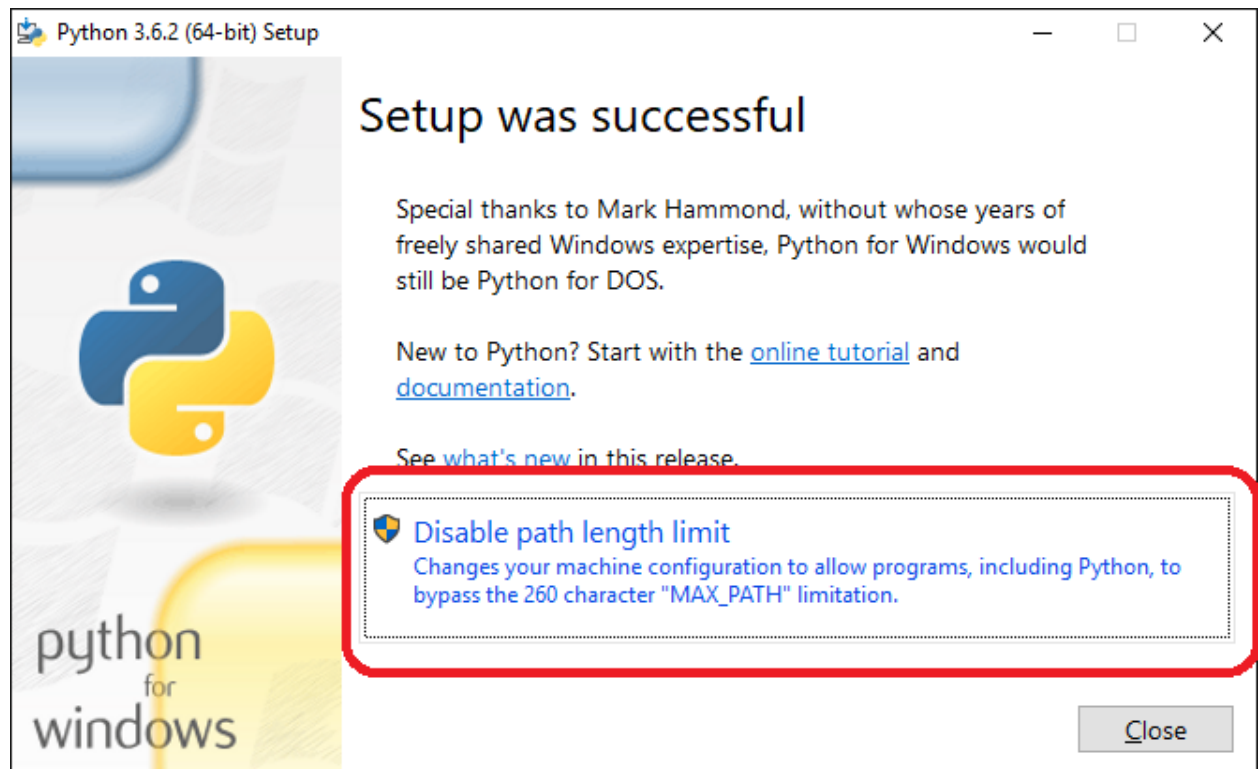 Python 3.6.2 (64-bit) Setup
Setup was successful
Special thanks to Mark Hammond, without whose years of
freely shared Windows expertise, Python for Windows would
still be Python for DOS.
New to Python? Start with the online tutorial and
documentation.
See what's new in this release.
Disable path length limit
Changes your machine configuration to allow programs, including Python, to
bypass the 260 character "MAX_PATH" limitation.
python
for
windows
Close